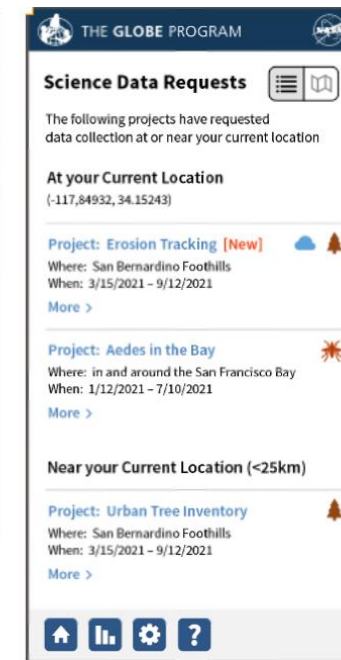 THE GLOBE PROGRAM
Science Data Requests
The following projects have requested
data collection at or near your current location
At your Current Location
(-117,84932, 34.15243)
Project: Erosion Tracking [New]
Where: San Bernardino Foothills
When: 3/15/2021 – 9/12/2021
More >
Project: Aedes in the Bay
Where: in and around the San Francisco Bay
When: 1/12/2021 – 7/10/2021
More >
Near your Current Location (<25km)
Project: Urban Tree Inventory
Where: San Bernardino Foothills
When: 3/15/2021 – 9/12/2021
More >
?